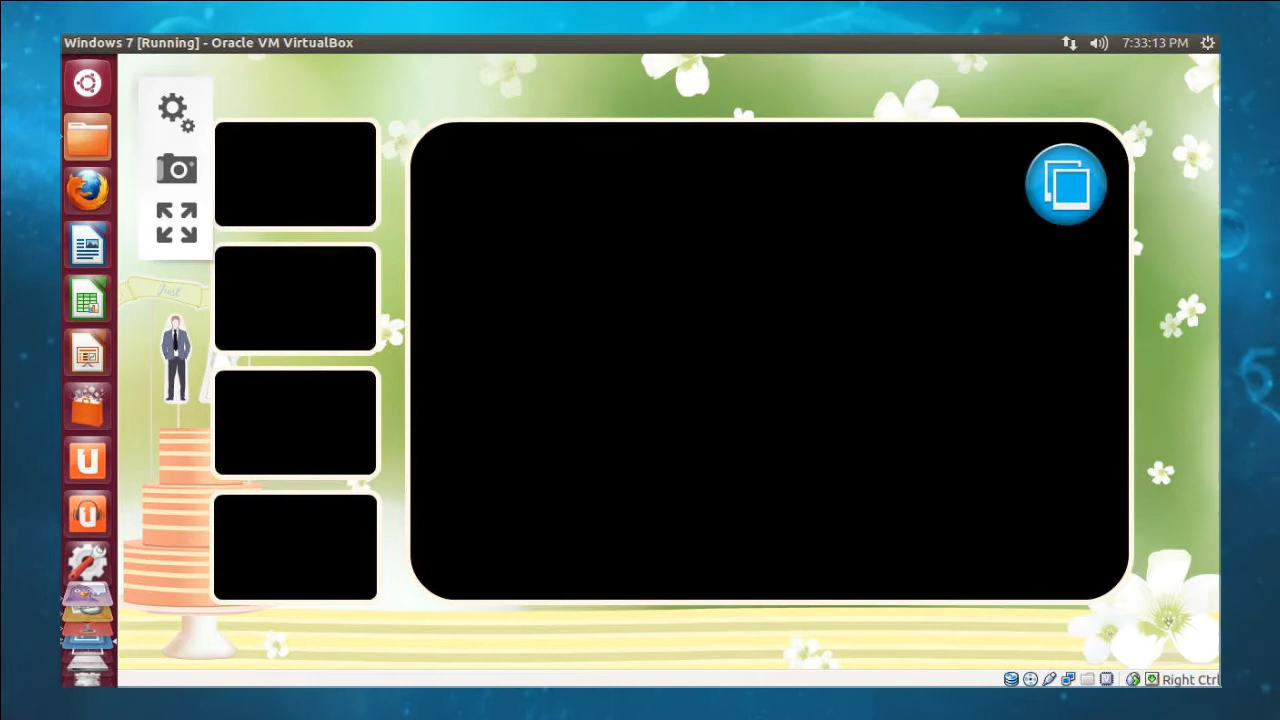 Windows 7 [Running] - Oracle VM VirtualBox
7:33:13 PM
Just
Right Ctrl